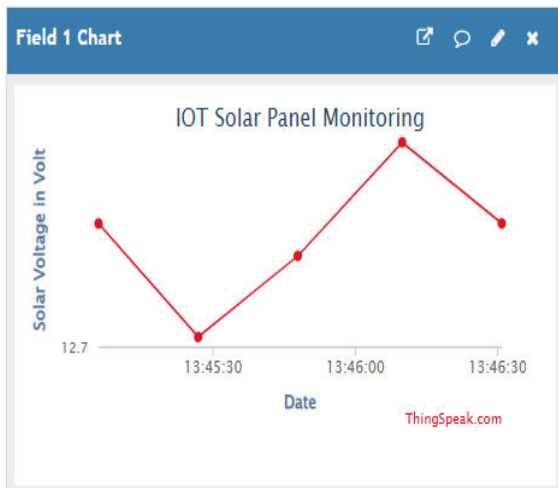 Field 1 Chart
IOT Solar Panel Monitoring
Solar Voltage in Volt
12.7
13:45:30 13:46:00 13:46:30
Date
ThingSpeak.com